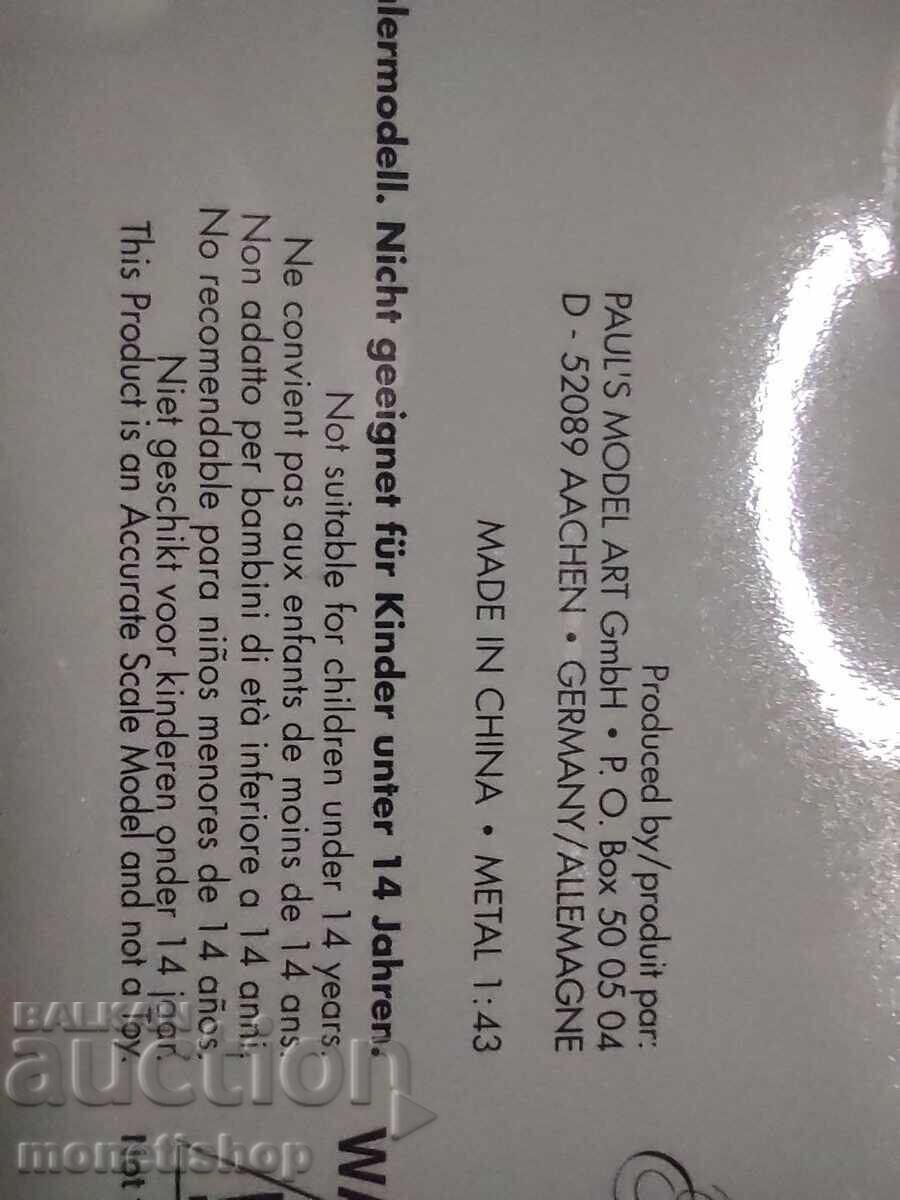 Produced by/produit par:
PAUL'S MODEL ART GmbH • P. O. Box 50 05 04
D - 52089 AACHEN • GERMANY/ALLEMAGNE
MADE IN CHINA • METAL 1:43
lermodell. Nicht geeignet für Kinder unter 14 Jahren.
Not suitable for children under 14 years.
Ne convient pas aux enfants de moins de 14 ans.
Non adatto per bambini di età inferiore a 14 anni.
No recomendable para niños menores de 14 años.
Niet geschikt voor kinderen onder 14 jaar.
This Product is an Accurate Scale Model and not a Toy.
WA
Not
BALKAN
auction
monetishop